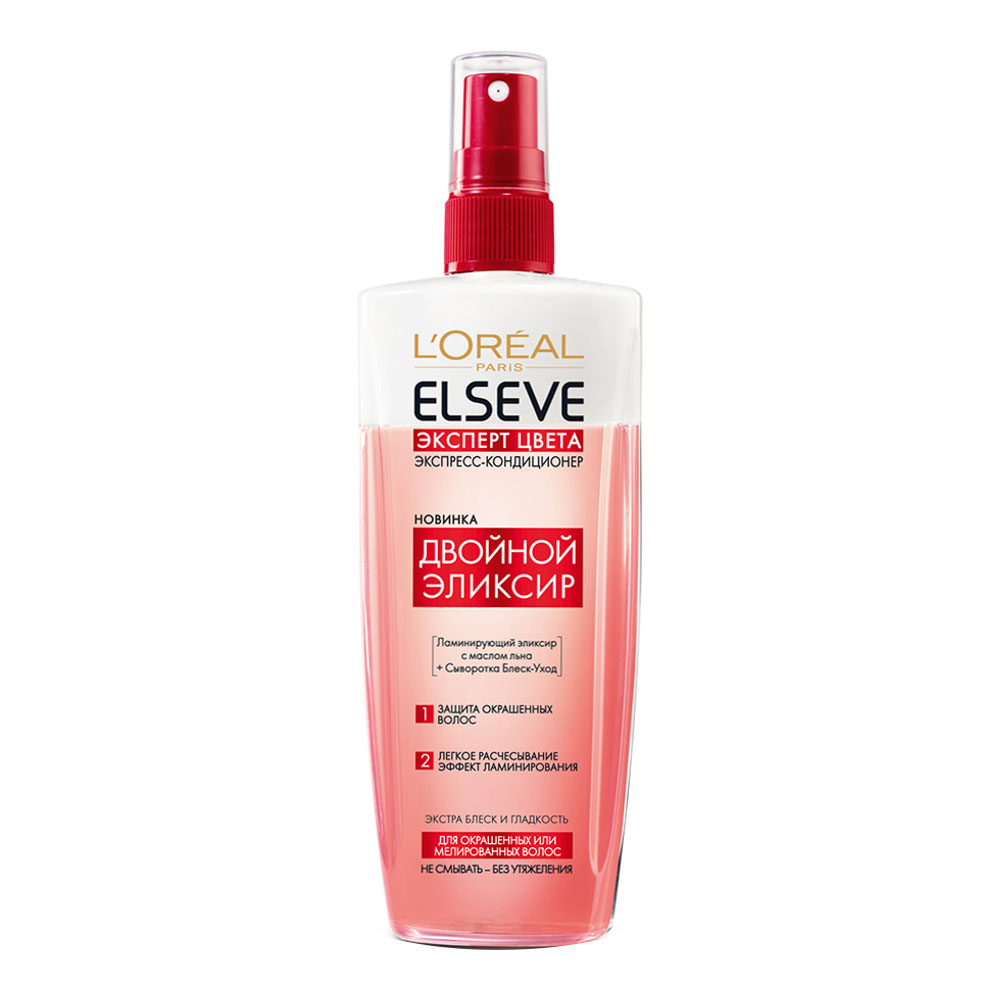 L'ORÉAL
PARIS
ELSEVE
ЭКСПЕРТ ЦВЕТА
ЭКСПРЕСС-КОНДИЦИОНЕР
НОВИНКА
ДВОЙНОЙ
ЭЛИКСИР
Ламинирующий эликсир
с маслом льна
+ Сыворотка Блеск-Уход
1 ЗАЩИТА ОКРАШЕННЫХ
ВОЛОС
2 ЛЕГКОЕ РАСЧЕСЫВАНИЕ
ЭФФЕКТ ЛАМИНИРОВАНИЯ
ЭКСТРА БЛЕСК И ГЛАДКОСТЬ
ДЛЯ ОКРАШЕННЫХ ИЛИ
МЕЛИРОВАННЫХ ВОЛОС
НЕ СМЫВАТЬ – БЕЗ УТЯЖЕЛЕНИЯ